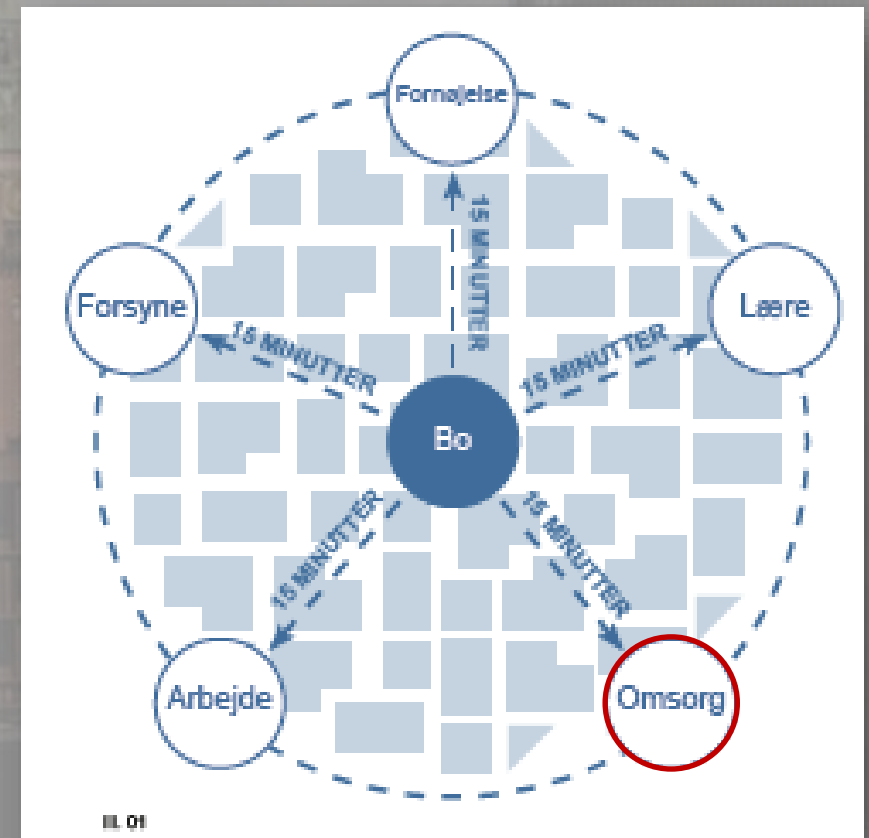 Fornøjelse
15 MINUTTER
Forsyne
15 MINUTTER
15 MINUTTER
Lære
Bo
15 MINUTTER
15 MINUTTER
Arbejde
Omsorg
Ill. 01